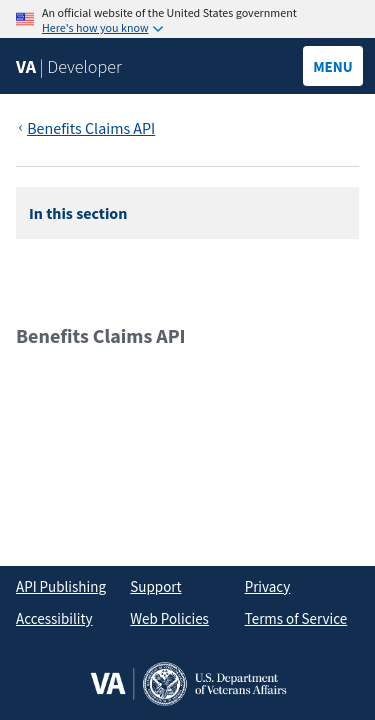 An official website of the United States government
Here's how you know
VA | Developer
MENU
‹ Benefits Claims API
In this section
Benefits Claims API
API Publishing
Support
Privacy
Accessibility
Web Policies
Terms of Service
VA
U.S. Department
of Veterans Affairs